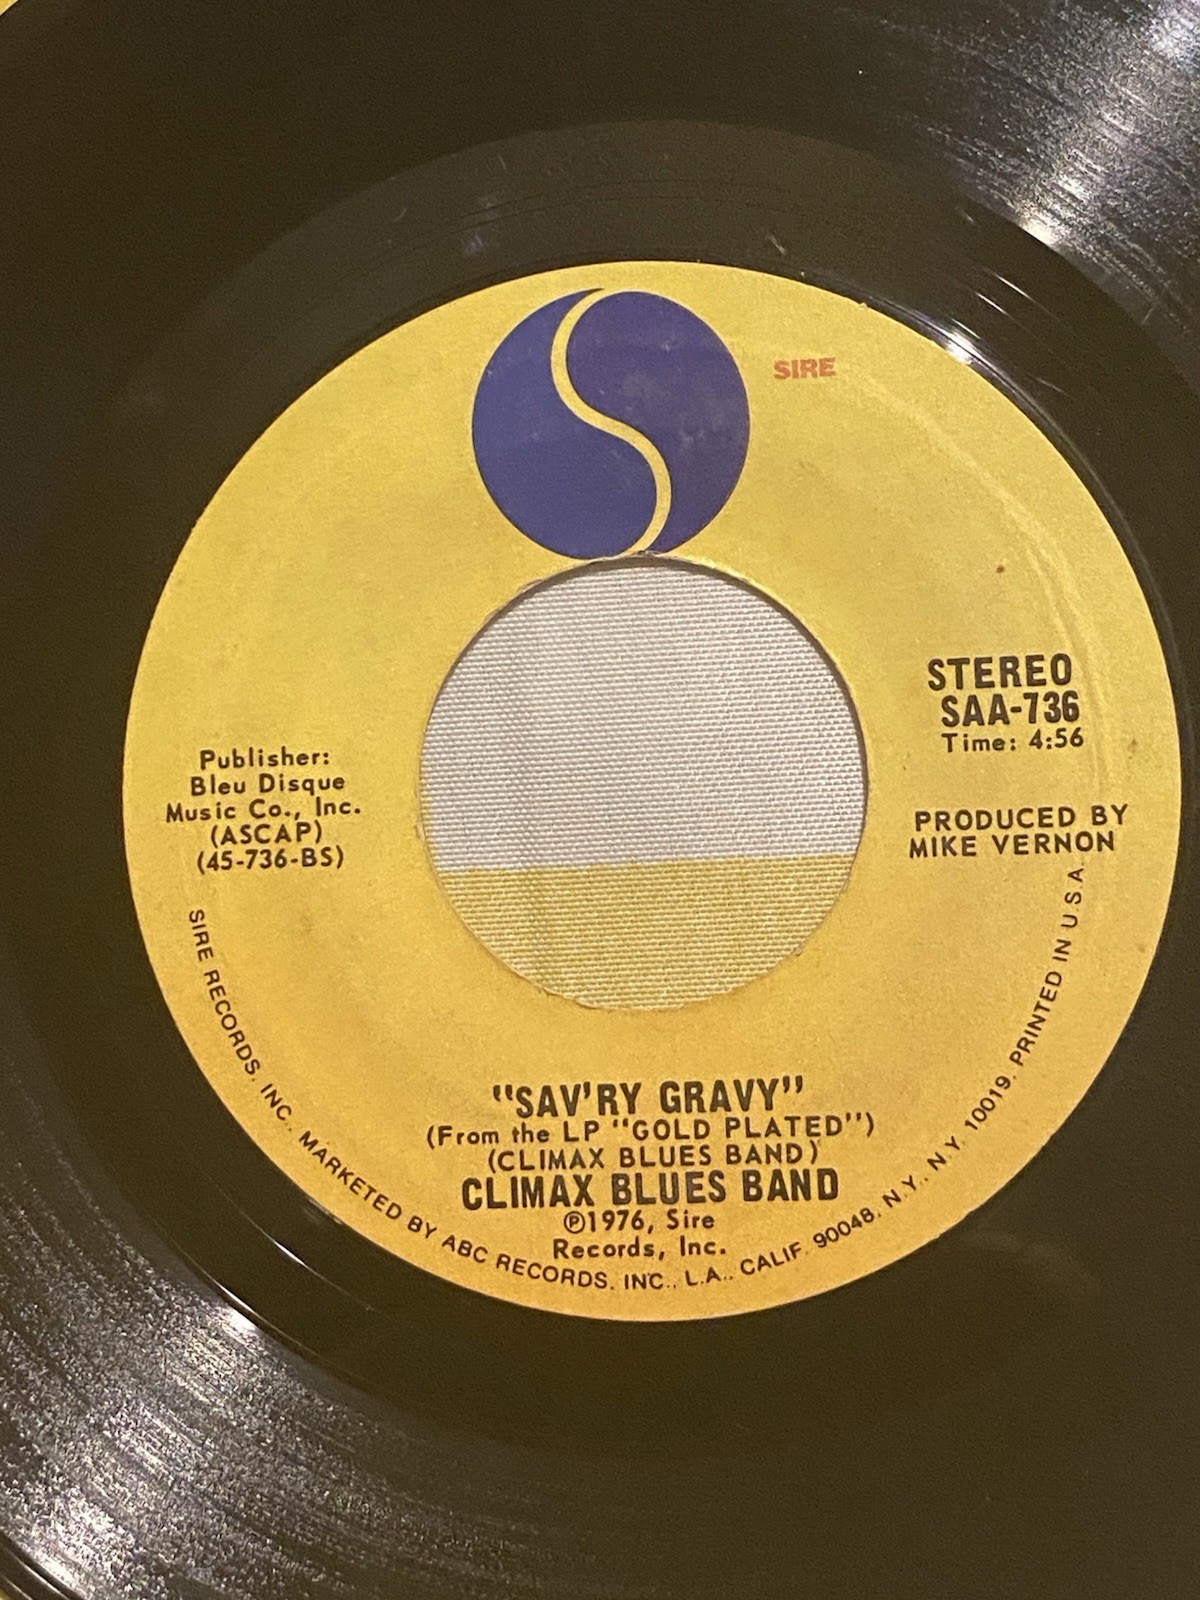 SIRE
STEREO
SAA-736
Time: 4:56
Publisher:
Bleu Disque
Music Co., Inc.
(ASCAP)
(45-736-BS)
PRODUCED BY
MIKE VERNON
"SAV'RY GRAVY"
(From the LP "GOLD PLATED")
(CLIMAX BLUES BAND)
CLIMAX BLUES BAND
℗1976, Sire
Records, Inc.
SIRE RECORDS, INC., MARKETED BY ABC RECORDS, INC., L.A., CALIF. 90048, N.Y., N.Y. 10019. PRINTED IN U.S.A.